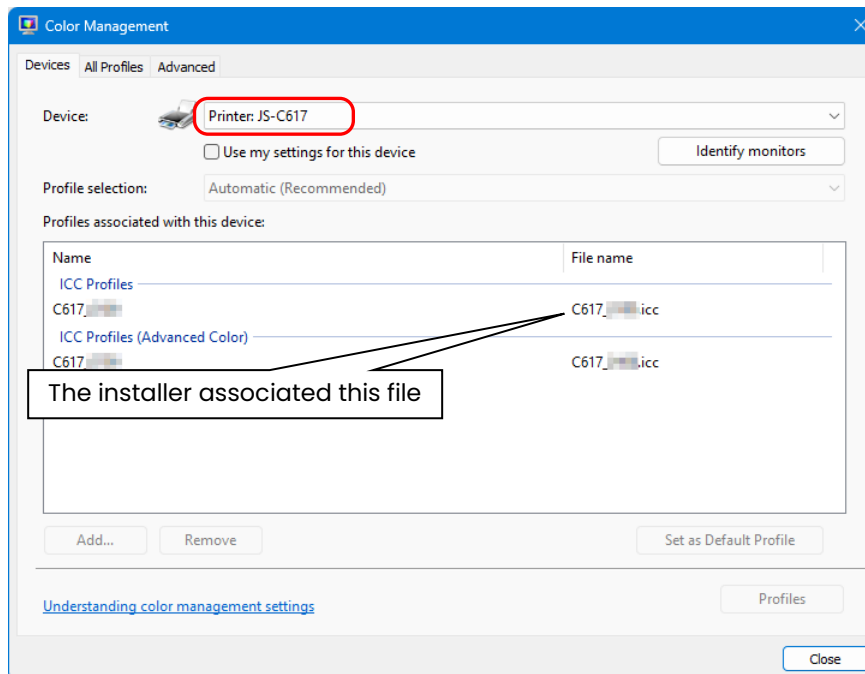 Color Management
Devices All Profiles Advanced
Device: Printer: JS-C617
Use my settings for this device Identify monitors
Profile selection: Automatic (Recommended)
Profiles associated with this device:
Name File name
ICC Profiles
C617_ C617_ .icc
ICC Profiles (Advanced Color)
C617_ C617_ .icc
The installer associated this file
Add... Remove Set as Default Profile
Profiles
Understanding color management settings
Close